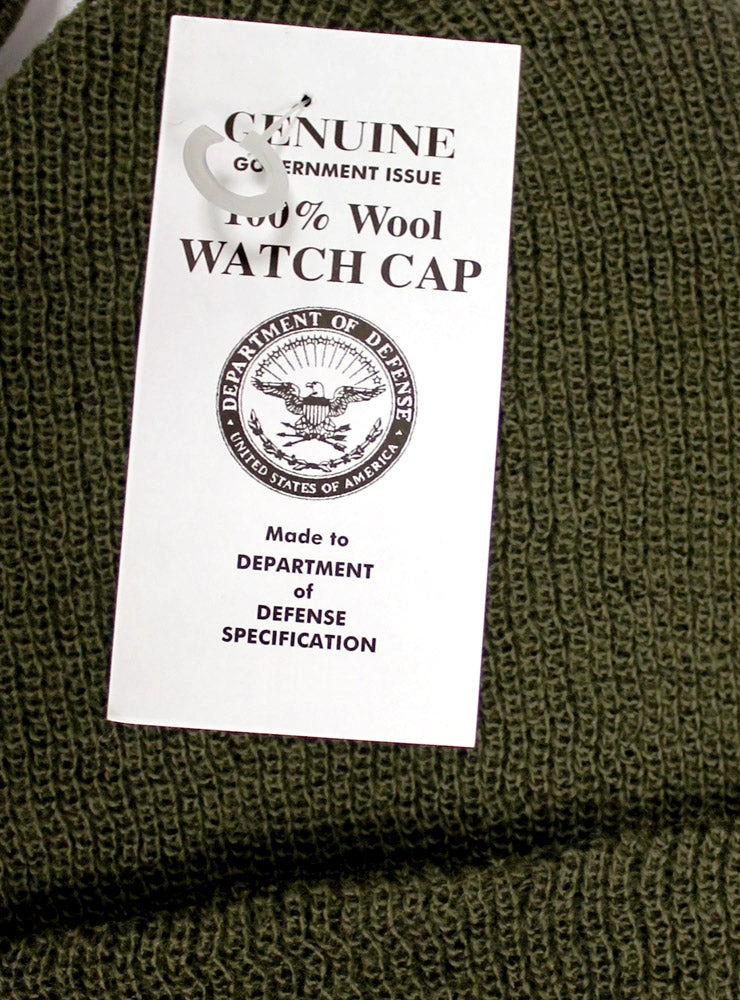 GENUINE
GOVERNMENT ISSUE
100% Wool
WATCH CAP
DEPARTMENT OF DEFENSE
UNITED STATES OF AMERICA
Made to
DEPARTMENT
of
DEFENSE
SPECIFICATION